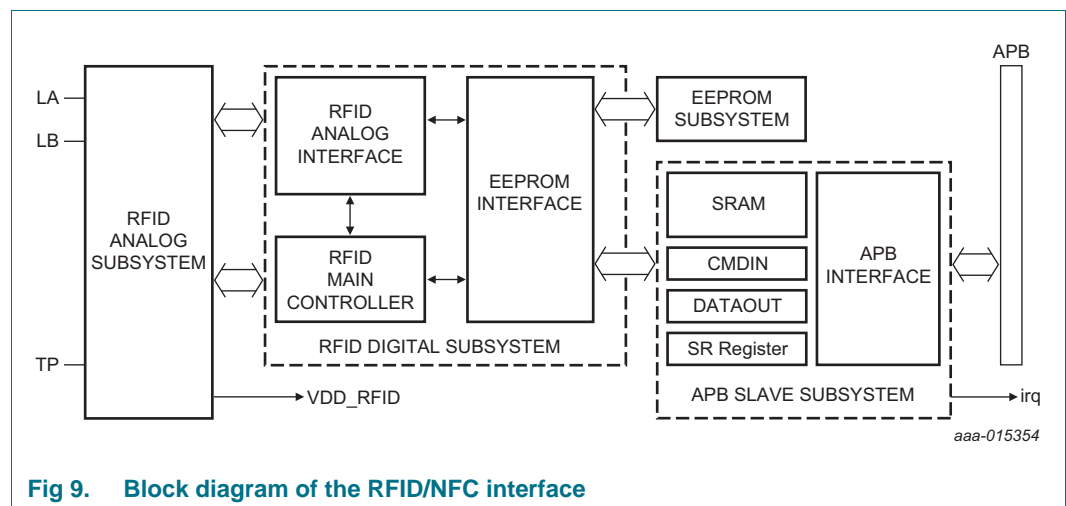 APB
LA
LB
TP
RFID
ANALOG
SUBSYSTEM
RFID
ANALOG
INTERFACE
RFID
MAIN
CONTROLLER
EEPROM
INTERFACE
RFID DIGITAL SUBSYSTEM
VDD_RFID
EEPROM
SUBSYSTEM
SRAM
CMDIN
DATAOUT
SR Register
APB
INTERFACE
APB SLAVE SUBSYSTEM
irq
aaa-015354
Fig 9. Block diagram of the RFID/NFC interface